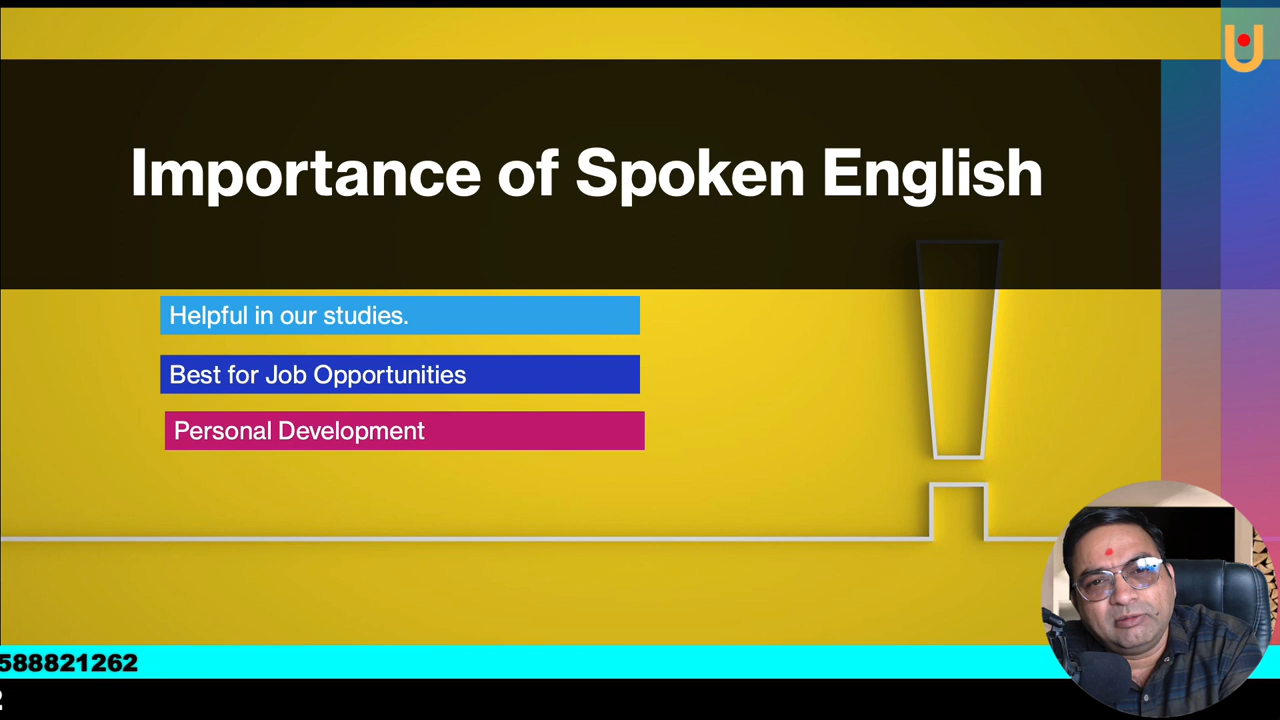 Importance of Spoken English
Helpful in our studies.
Best for Job Opportunities
Personal Development
588821262